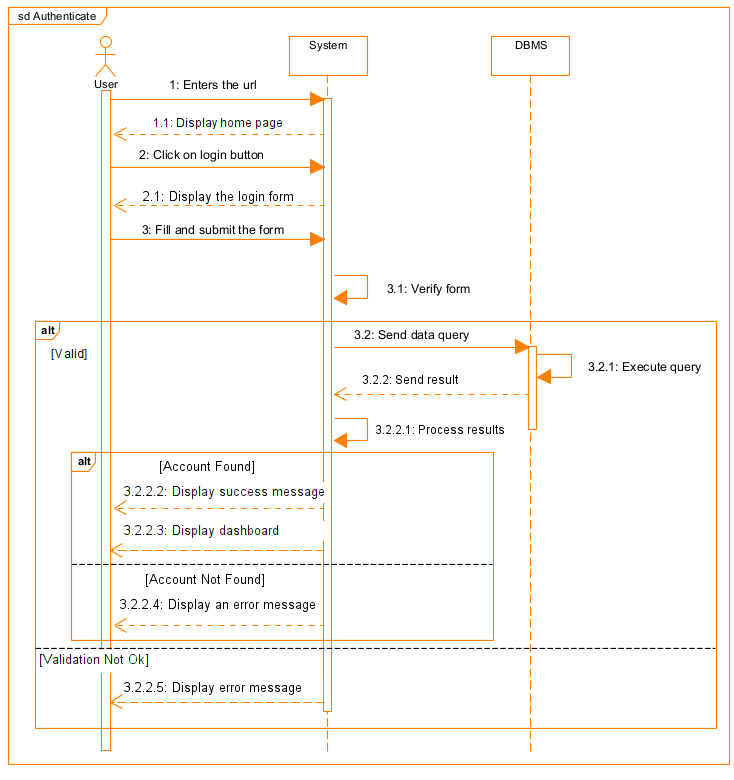 sd Authenticate
System
DBMS
User
1: Enters the url
1.1: Display home page
2: Click on login button
2.1: Display the login form
3: Fill and submit the form
3.1: Verify form
alt
3.2: Send data query
[Valid]
3.2.1: Execute query
3.2.2: Send result
3.2.2.1: Process results
alt
[Account Found]
3.2.2.2: Display success message
3.2.2.3: Display dashboard
[Account Not Found]
3.2.2.4: Display an error message
[Validation Not Ok]
3.2.2.5: Display error message